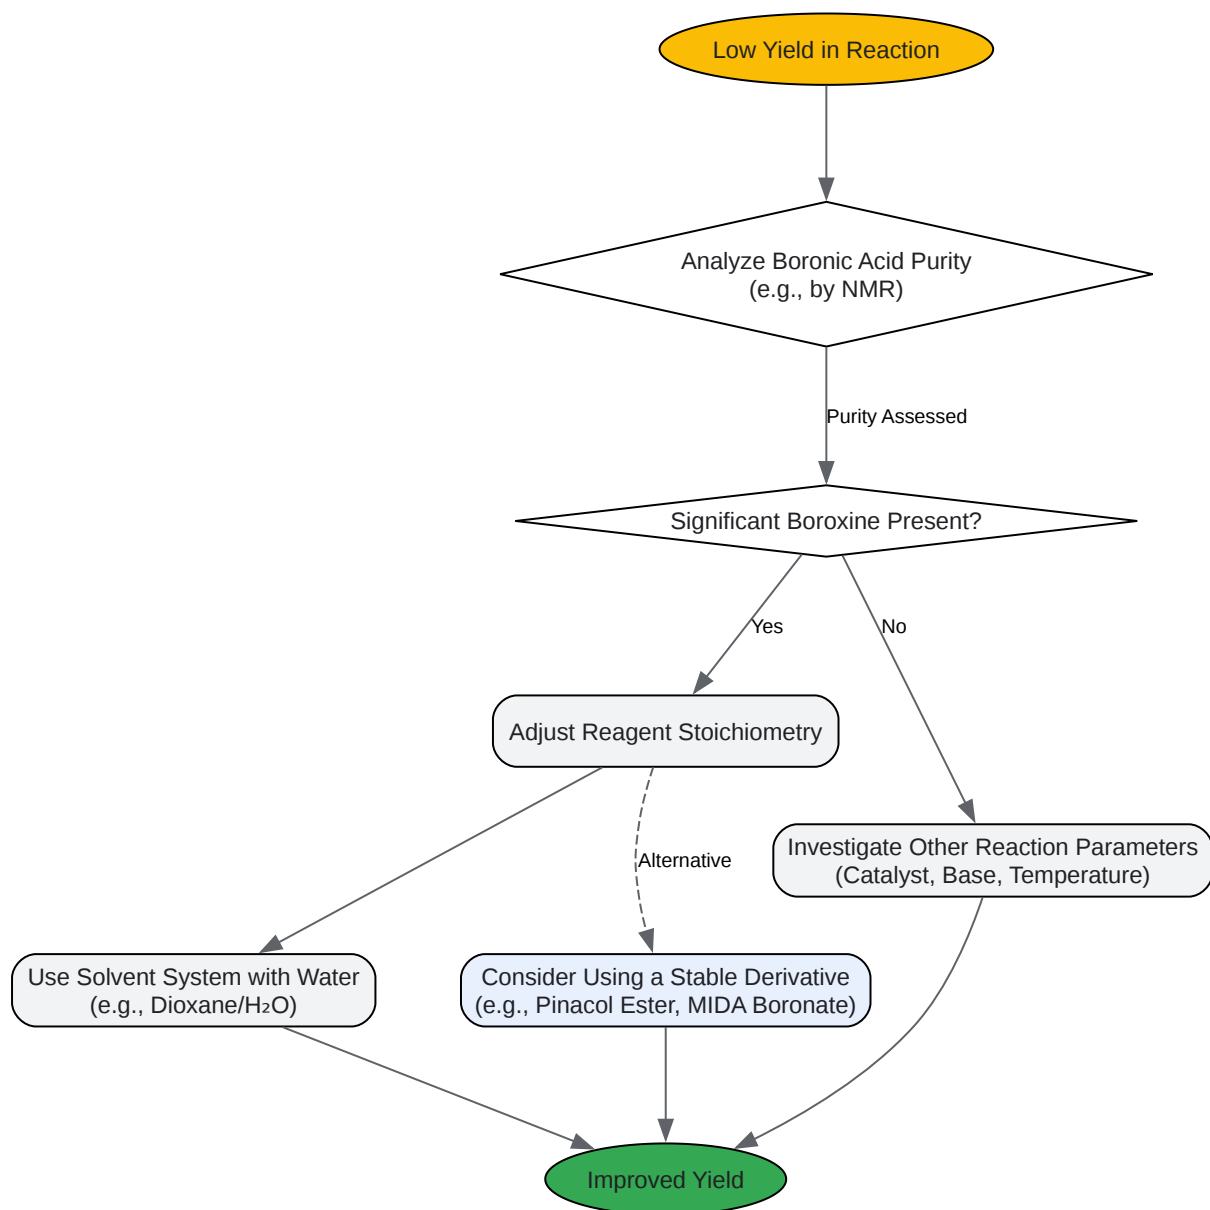 Low Yield in Reaction
Analyze Boronic Acid Purity
(e.g., by NMR)
Purity Assessed
Significant Boroxine Present?
Yes
No
Adjust Reagent Stoichiometry
Alternative
Investigate Other Reaction Parameters
(Catalyst, Base, Temperature)
Use Solvent System with Water
(e.g., Dioxane/H₂O)
Consider Using a Stable Derivative
(e.g., Pinacol Ester, MIDA Boronate)
Improved Yield